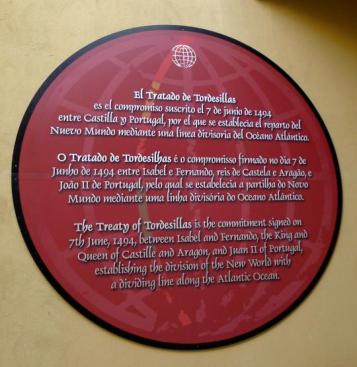 El Tratado de Tordesillas
es el compromiso suscrito el 7 de junio de 1494
entre Castilla y Portugal, por el que se establecía el reparto del
Nuevo Mundo mediante una línea divisoria del Océano Atlántico.
O Tratado de Tordesilhas é o compromisso firmado no dia 7 de
Junho de 1494 entre Isabel e Fernando, reis de Castela e Aragão, e
João II de Portugal, pelo qual se estabelecia a partilha do Novo
Mundo mediante uma linha divisória do Oceano Atlântico.
The Treaty of Tordesillas is the commitment signed on
7th June, 1494, between Isabel and Fernando, the King and
Queen of Castille and Aragón, and Juan II of Portugal,
establishing the division of the New World with
a dividing line along the Atlantic Ocean.